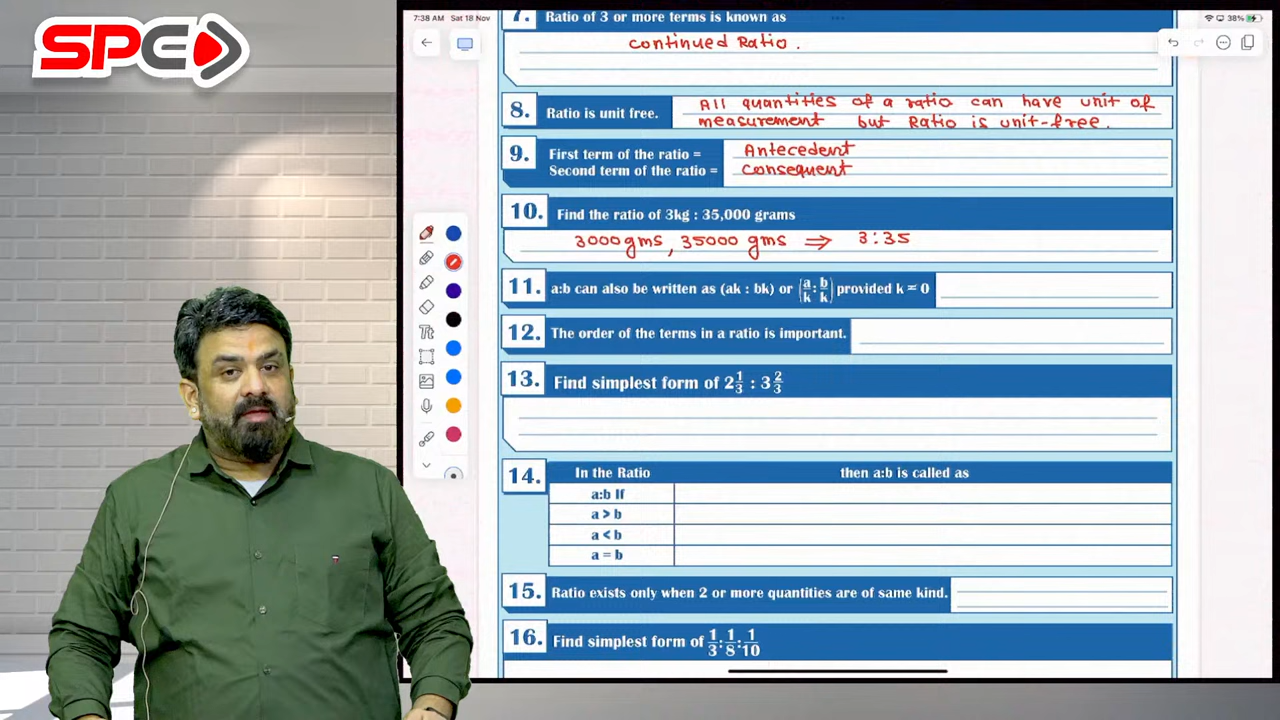 SPC
7:38 AM Sat 18 Nov
38%
7. Ratio of 3 or more terms is known as
continued Ratio.
8. Ratio is unit free.
All quantities of a ratio can have unit of
measurement but Ratio is unit-free.
9. First term of the ratio = Antecedent
Second term of the ratio = Consequent
10. Find the ratio of 3kg : 35,000 grams
3000 gms, 35000 gms ⇒ 3:35
11. a:b can also be written as (ak : bk) or (a/k : b/k) provided k ≠ 0
12. The order of the terms in a ratio is important.
13. Find simplest form of 2 1/3 : 3 2/3
14. In the Ratio then a:b is called as
a:b If
a > b
a < b
a = b
15. Ratio exists only when 2 or more quantities are of same kind.
16. Find simplest form of 1/3 : 1/8 : 1/10
Tt